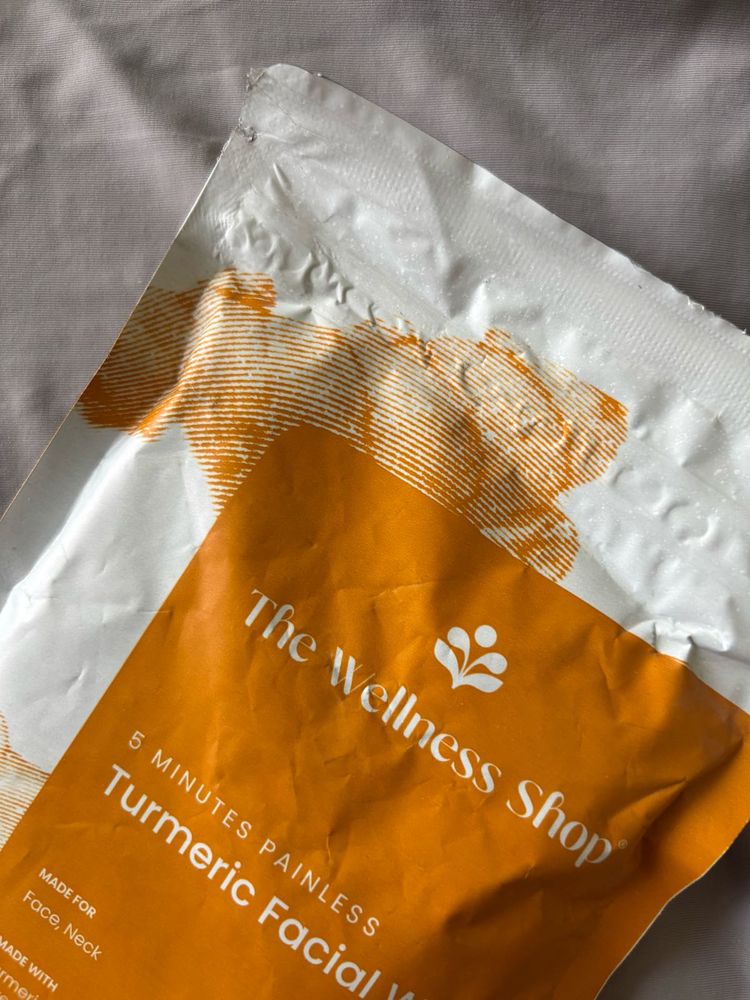 The Wellness Shop®
5 MINUTES PAINLESS
Turmeric Facial
MADE FOR
Face, Neck
MADE WITH